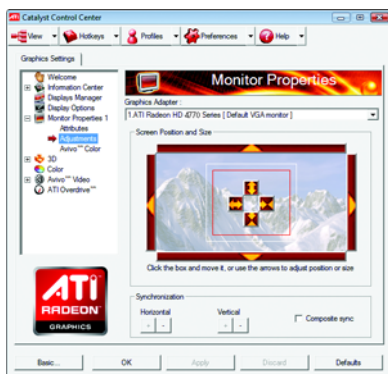 ATI Catalyst Control Center
View Hotkeys Profiles Preferences Help
Graphics Settings
Welcome
Information Center
Displays Manager
Display Options
Monitor Properties 1
Attributes
Adjustments
Avivo™ Color
3D
Color
Avivo™ Video
ATI Overdrive™
ATI
RADEON
GRAPHICS
Monitor Properties
Graphics Adapter :
1.ATI Radeon HD 4770 Series [ Default VGA monitor ]
Screen Position and Size
Click the box and move it, or use the arrows to adjust position or size
Synchronization
Horizontal Vertical
- - - - Composite sync
Basic... OK Apply Discard Defaults